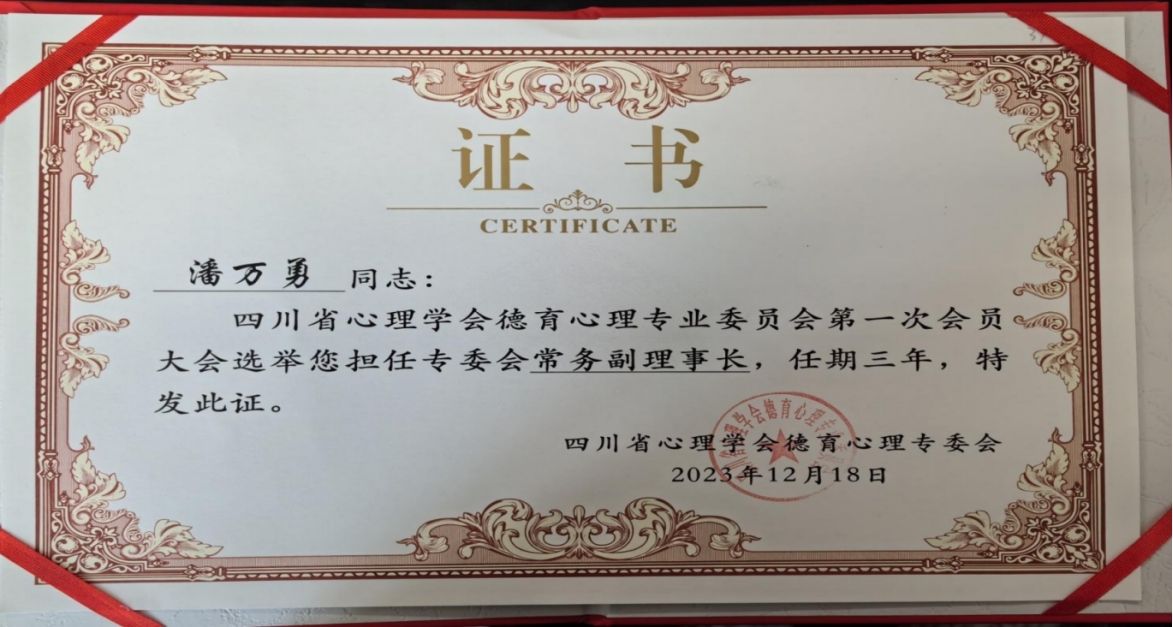 证 书
CERTIFICATE
潘万勇 同志：
四川省心理学会德育心理专业委员会第一次会员
大会选举您担任专委会常务副理事长，任期三年，特
发此证。
四川省心理学会德育心理专委会
2023年12月18日